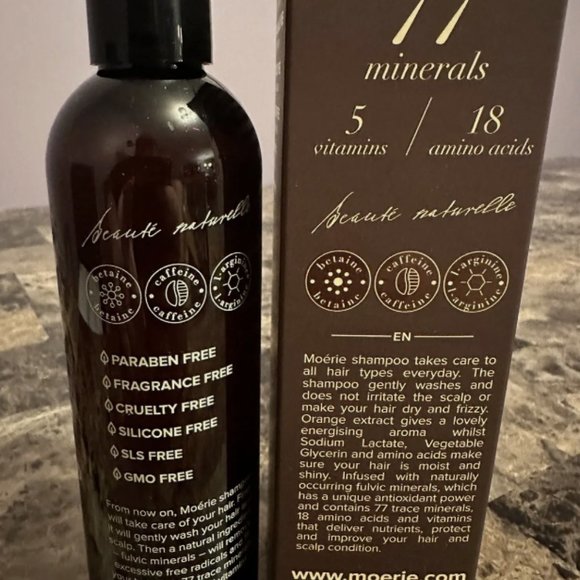 beauté naturelle
betaine betaine
caffeine caffeine
l-arginine l-arginine
PARABEN FREE
FRAGRANCE FREE
CRUELTY FREE
SILICONE FREE
SLS FREE
GMO FREE
From now on, Moérie
will take care of your hair.
will gently wash your
scalp. Then a natural
- fulvic minerals – will
excessive free radicals
77 trace
77
minerals
5 / 18
vitamins amino acids
beauté naturelle
betaine betaine
caffeine caffeine
l-arginine l-arginine
EN
Moérie shampoo takes care to
all hair types everyday. The
shampoo gently washes and
does not irritate the scalp or
make your hair dry and frizzy.
Orange extract gives a lovely
energising aroma whilst
Sodium Lactate, Vegetable
Glycerin and amino acids make
sure your hair is moist and
shiny. Infused with naturally
occurring fulvic minerals, which
has a unique antioxidant power
and contains 77 trace minerals,
18 amino acids and vitamins
that deliver nutrients, protect
and improve your hair and
scalp condition.
www.moerie.com